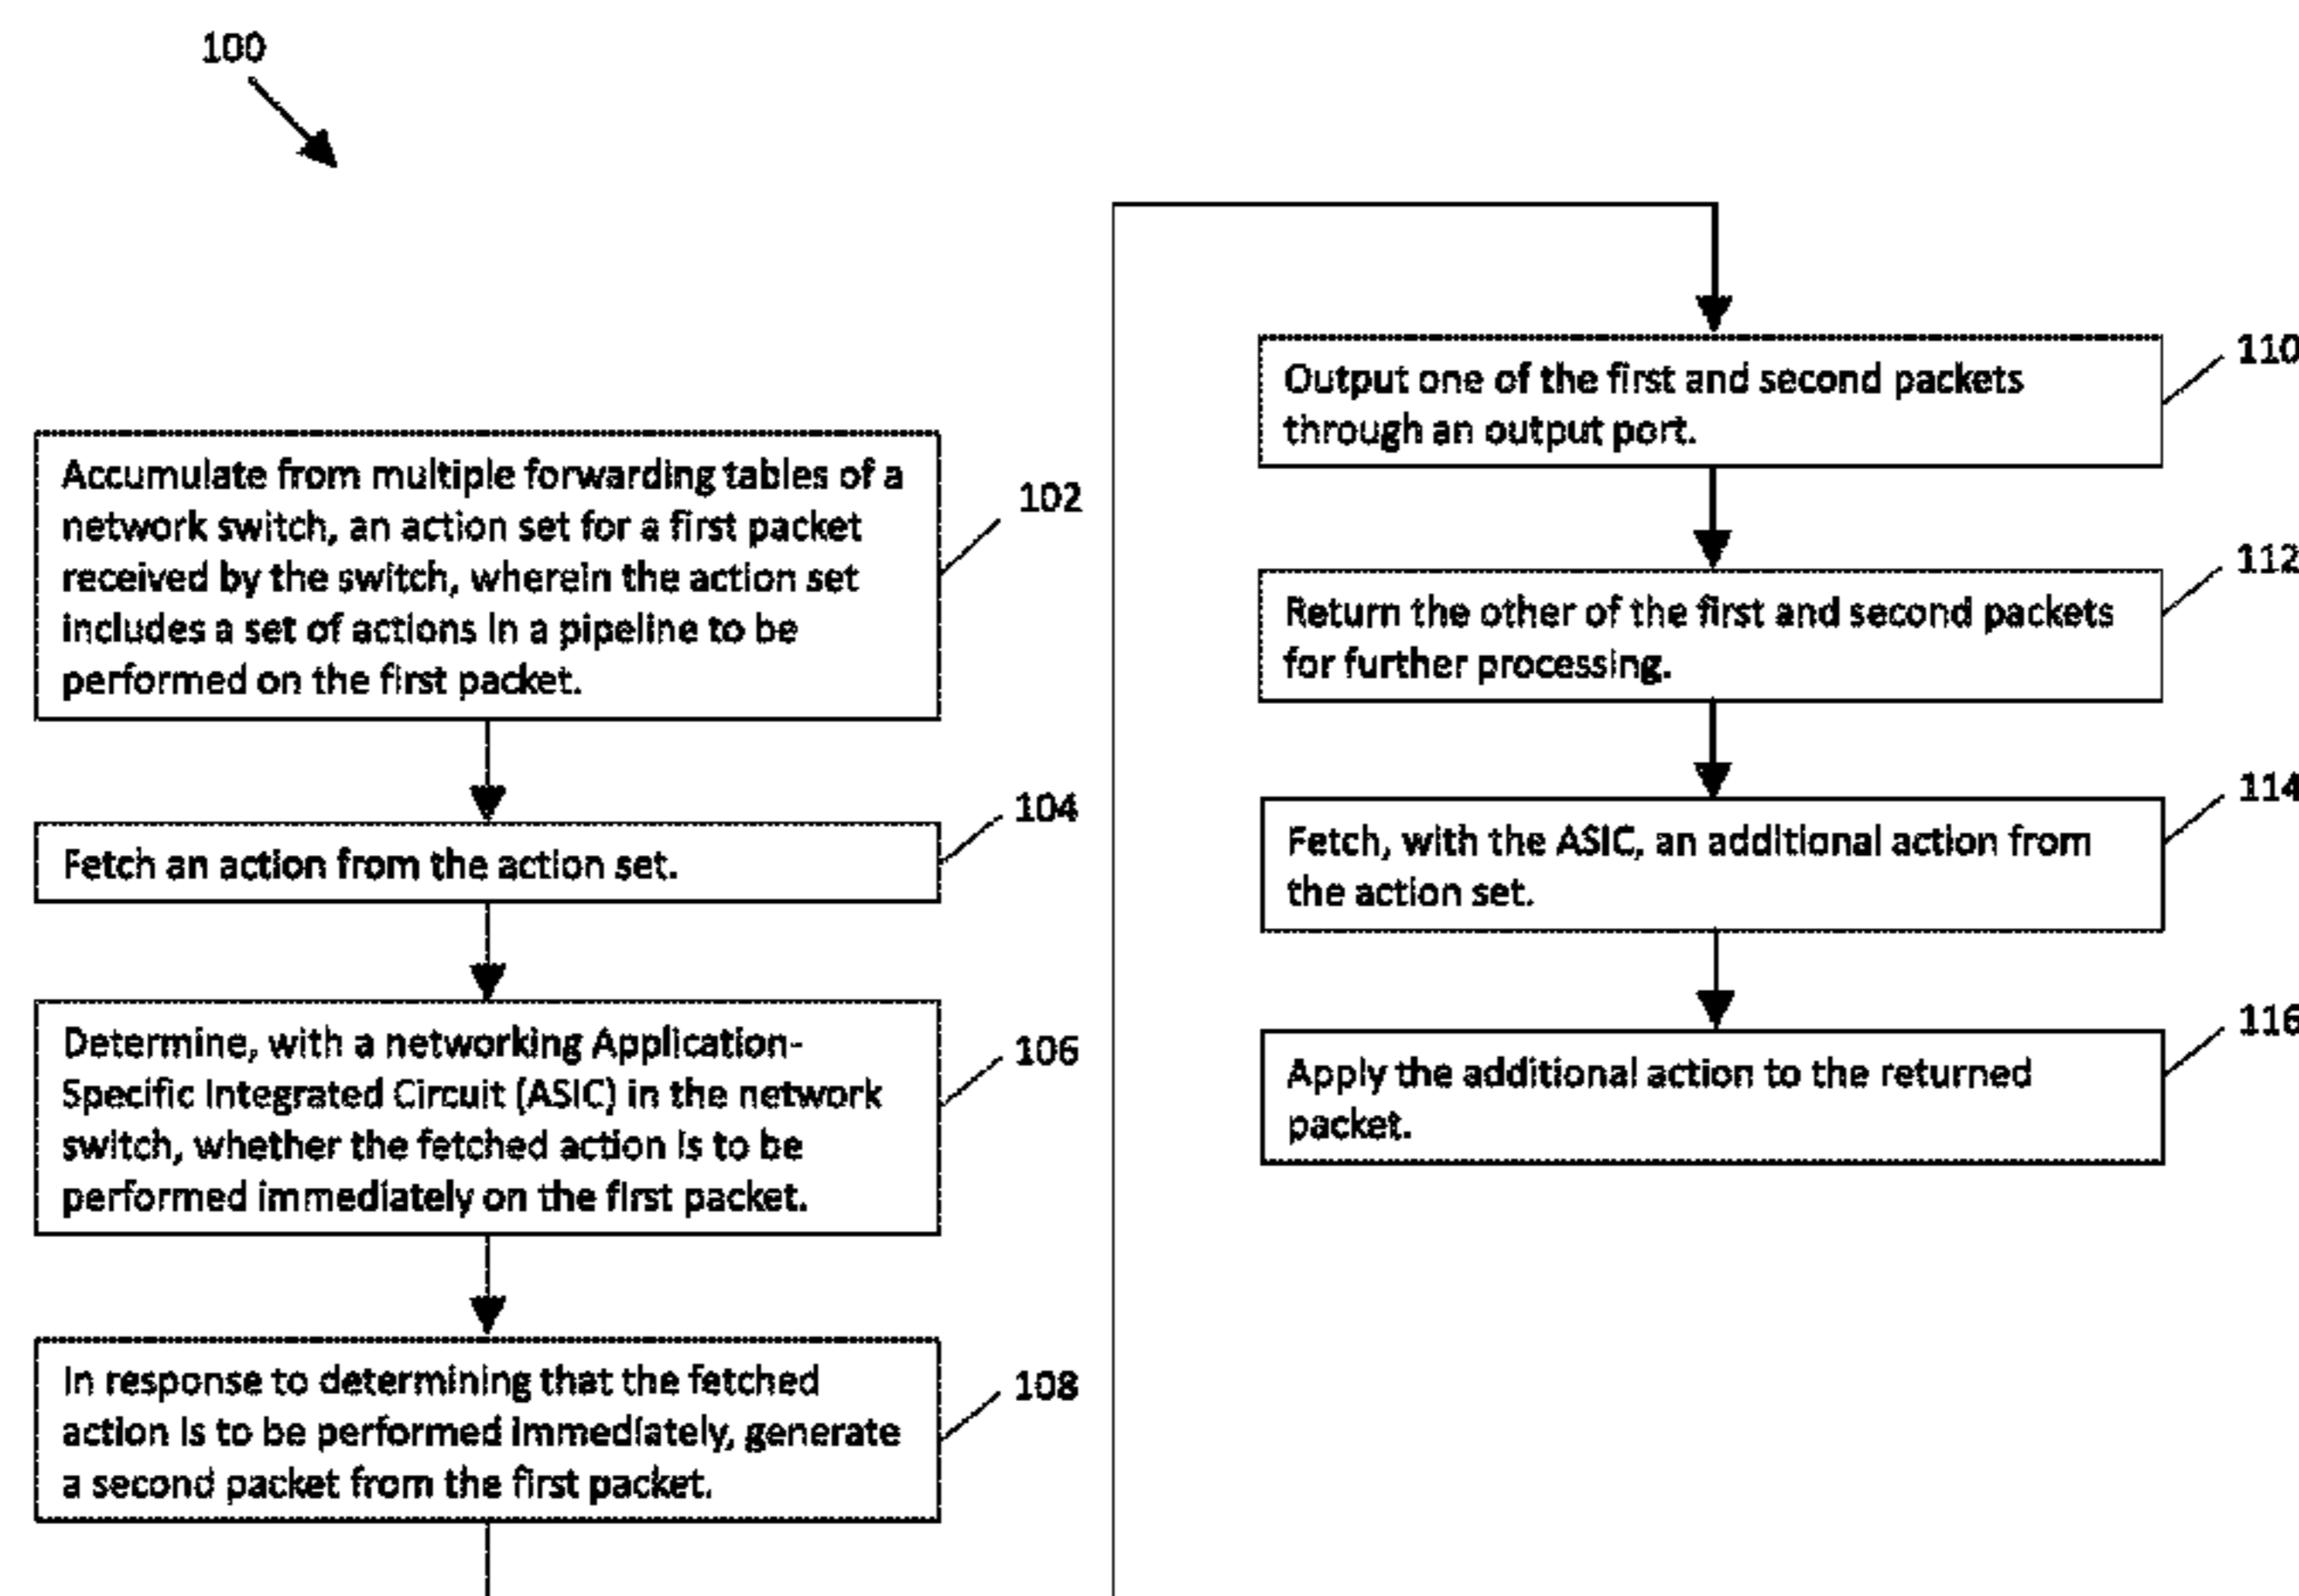 100
Accumulate from multiple forwarding tables of a
network switch, an action set for a first packet
received by the switch, wherein the action set
includes a set of actions in a pipeline to be
performed on the first packet.
102
Fetch an action from the action set.
104
Determine, with a networking Application-
Specific Integrated Circuit (ASIC) in the network
switch, whether the fetched action is to be
performed immediately on the first packet.
106
In response to determining that the fetched
action is to be performed immediately, generate
a second packet from the first packet.
108
Output one of the first and second packets
through an output port.
110
Return the other of the first and second packets
for further processing.
112
Fetch, with the ASIC, an additional action from
the action set.
114
Apply the additional action to the returned
packet.
116